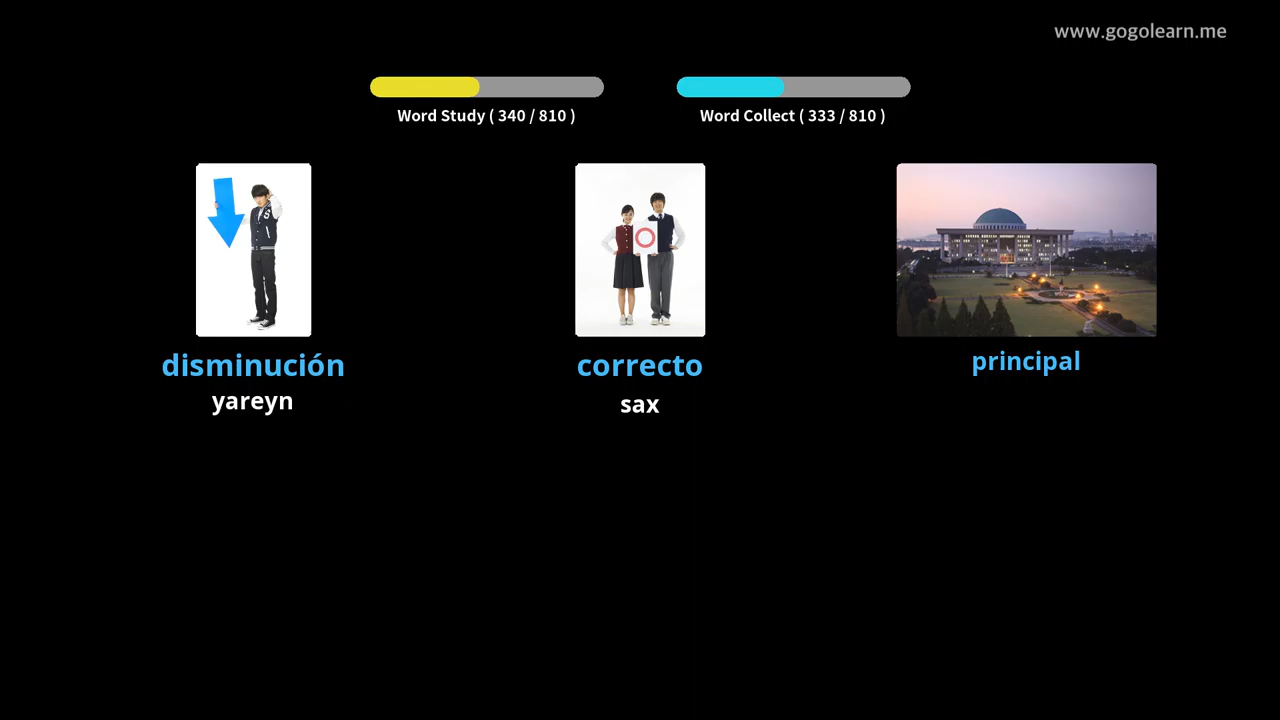 www.gogolearn.me
Word Study ( 340 / 810 )
Word Collect ( 333 / 810 )
disminución
yareyn
correcto
sax
principal